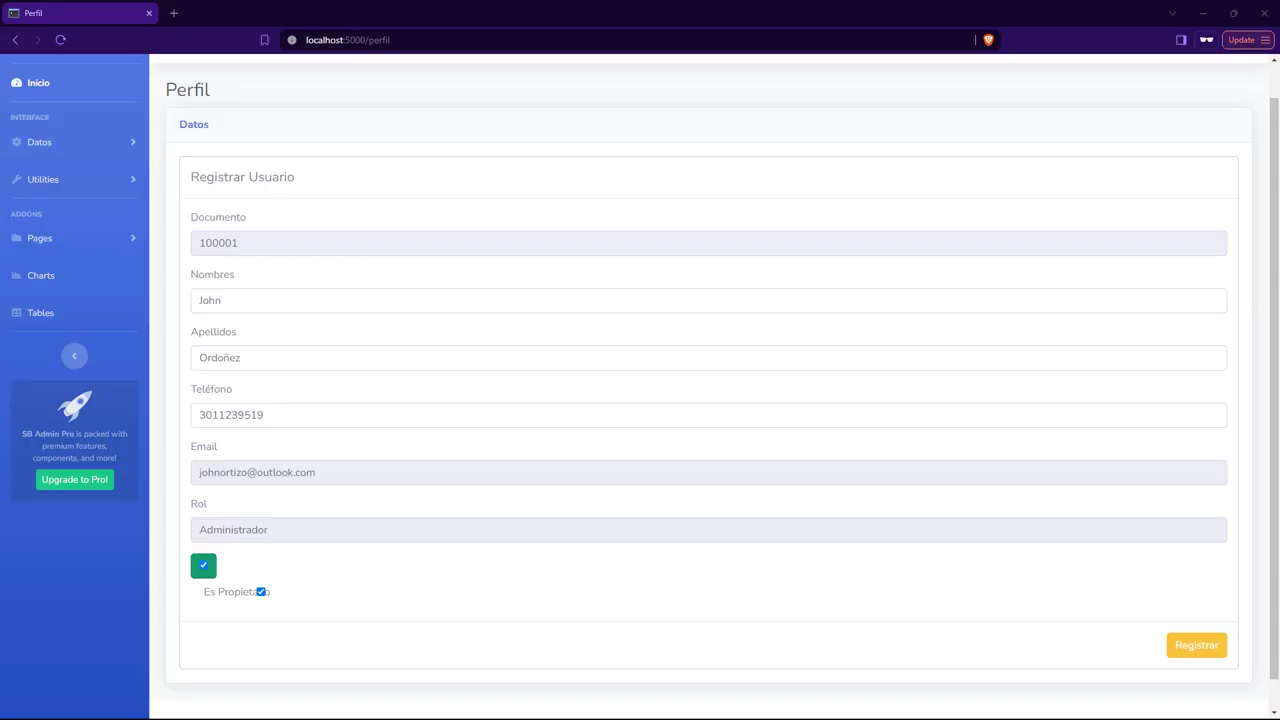 Perfil
localhost:5000/perfil
Update
Inicio
INTERFACE
Datos
Utilities
ADDONS
Pages
Charts
Tables
SB Admin Pro is packed with
premium features,
components, and more!
Upgrade to Pro!
Perfil
Datos
Registrar Usuario
Documento
100001
Nombres
John
Apellidos
Ordoñez
Teléfono
3011239519
Email
johnortizo@outlook.com
Rol
Administrador
Es Propietario
Registrar